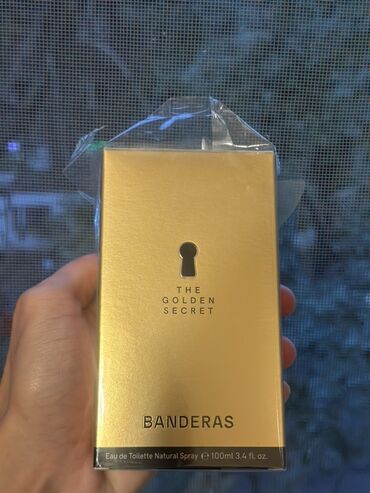 THE
GOLDEN
SECRET
BANDERAS
Eau de Toilette Natural Spray ℮ 100ml 3.4 fl. oz.